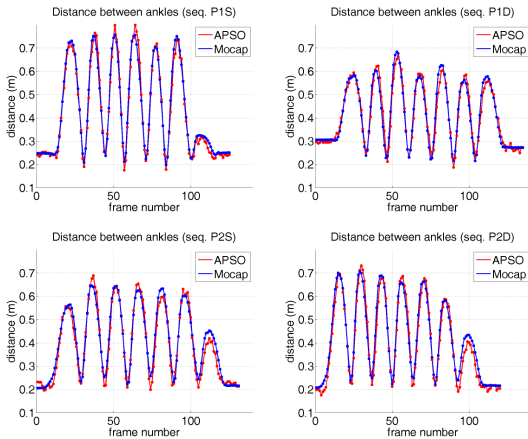 Distance between ankles (seq. P1S)
APSO
Mocap
distance (m)
0.7
0.6
0.5
0.4
0.3
0.2
0.1
0 50 100
frame number
Distance between ankles (seq. P1D)
APSO
Mocap
distance (m)
0.7
0.6
0.5
0.4
0.3
0.2
0.1
0 50 100
frame number
Distance between ankles (seq. P2S)
APSO
Mocap
distance (m)
0.7
0.6
0.5
0.4
0.3
0.2
0.1
0 50 100
frame number
Distance between ankles (seq. P2D)
APSO
Mocap
distance (m)
0.7
0.6
0.5
0.4
0.3
0.2
0.1
0 50 100
frame number